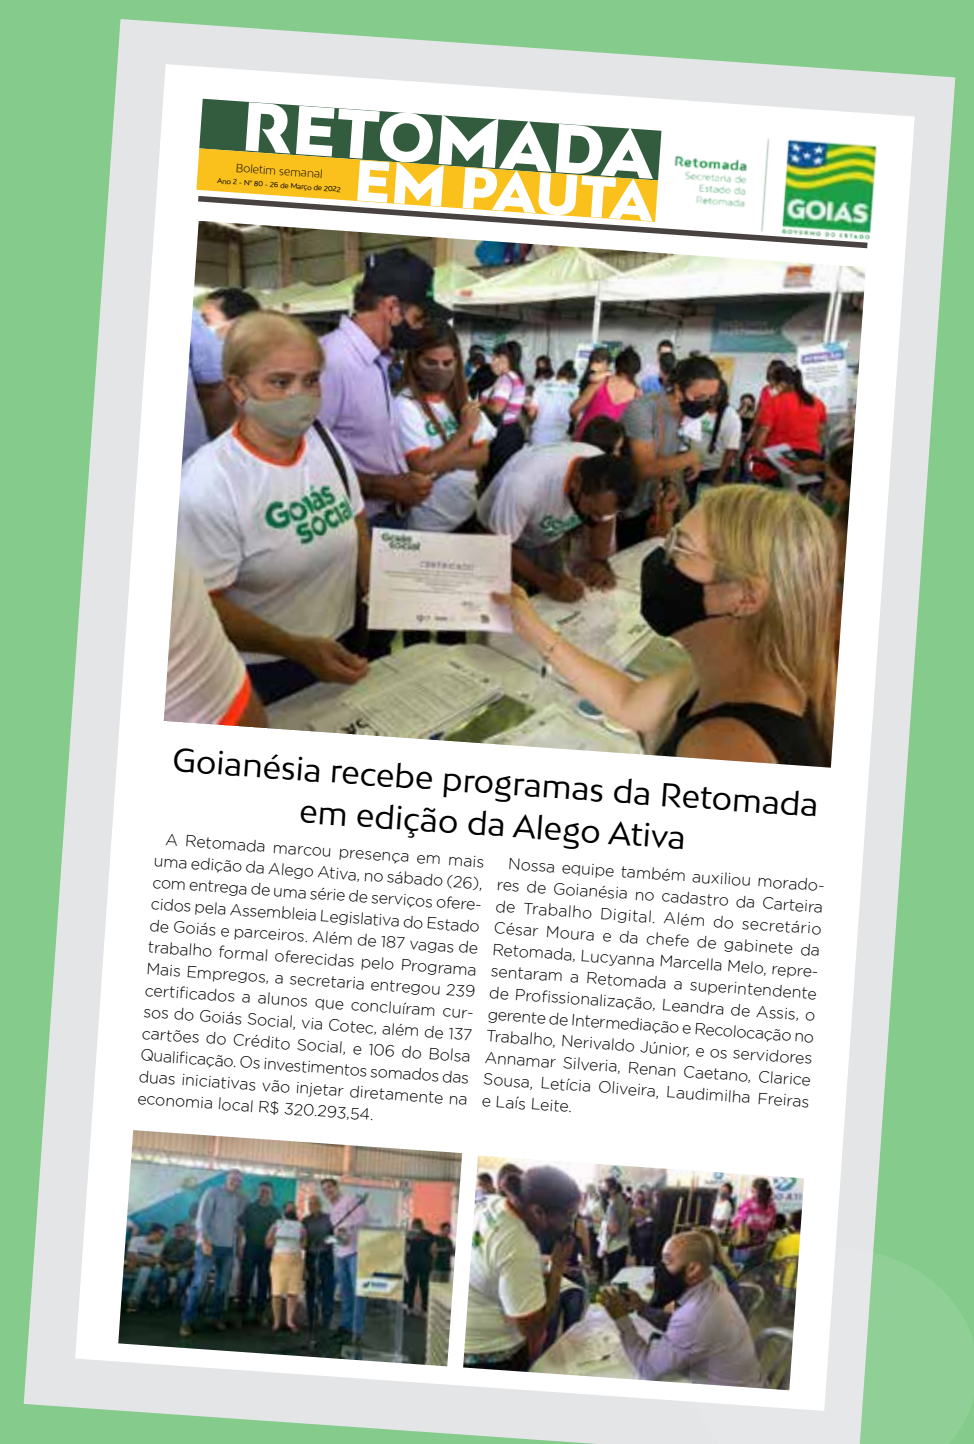 RETOMADA
EM PAUTA
Boletim semanal
Ano 2 - Nº 80 - 26 de Março de 2022
Retomada
Secretaria de
Estado da
Retomada
GOIÁS
GOVERNO DO ESTADO
Goiás
social
Goiás
social
CERTIFICADO
Goianésia recebe programas da Retomada
em edição da Alego Ativa
A Retomada marcou presença em mais
uma edição da Alego Ativa, no sábado (26),
com entrega de uma série de serviços ofere-
cidos pela Assembleia Legislativa do Estado
de Goiás e parceiros. Além de 187 vagas de
trabalho formal oferecidas pelo Programa
Mais Empregos, a secretaria entregou 239
certificados a alunos que concluíram cur-
sos do Goiás Social, via Cotec, além de 137
cartões do Crédito Social, e 106 do Bolsa
Qualificação. Os investimentos somados das
duas iniciativas vão injetar diretamente na
economia local R$ 320.293,54.
Nossa equipe também auxiliou morado-
res de Goianésia no cadastro da Carteira
de Trabalho Digital. Além do secretário
César Moura e da chefe de gabinete da
Retomada, Lucyanna Marcella Melo, repre-
sentaram a Retomada a superintendente
de Profissionalização, Leandra de Assis, o
gerente de Intermediação e Recolocação no
Trabalho, Nerivaldo Júnior, e os servidores
Annamar Silveria, Renan Caetano, Clarice
Sousa, Letícia Oliveira, Laudimilha Freiras
e Laís Leite.